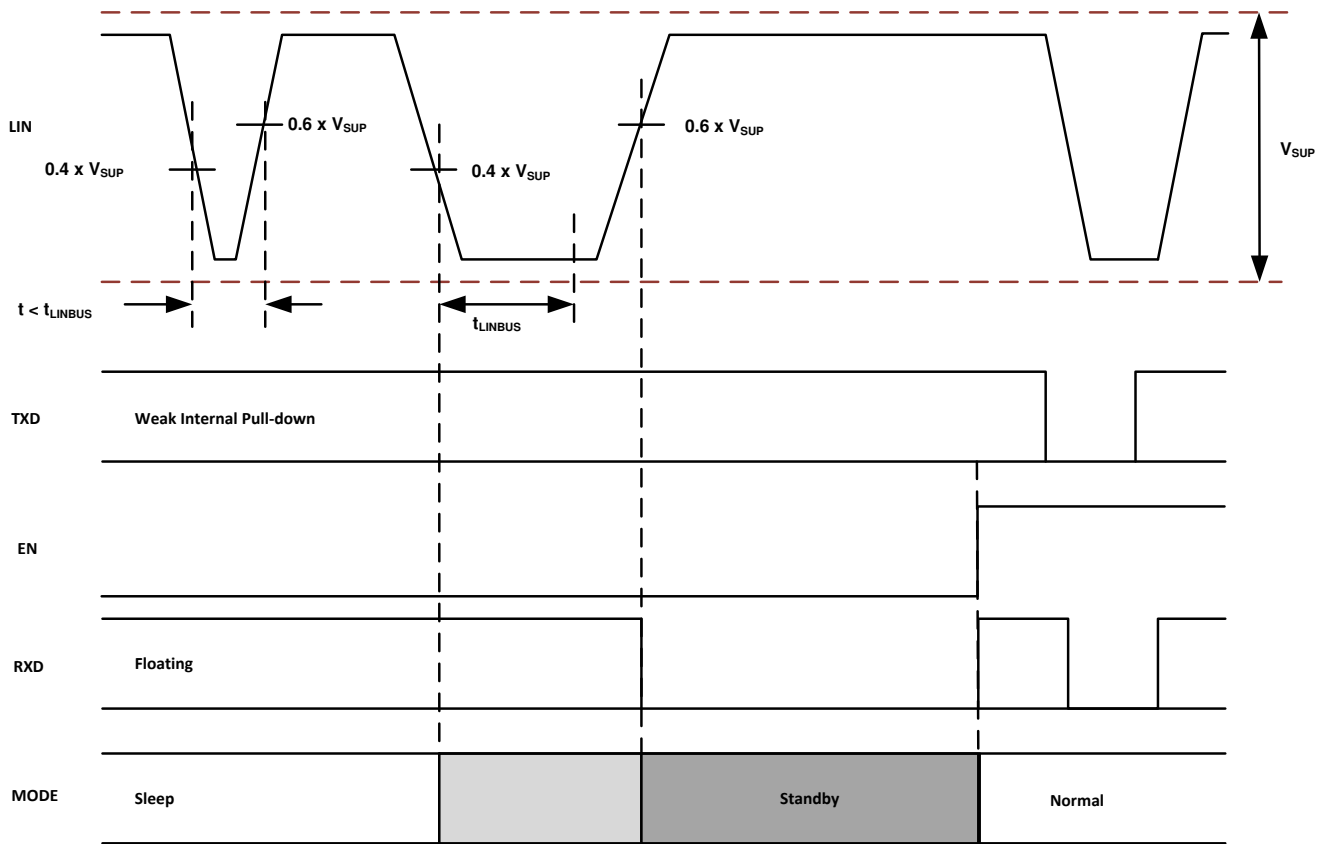 LIN
0.6 x VSUP
0.4 x VSUP
0.4 x VSUP
0.6 x VSUP
VSUP
t < tLINBUS
tLINBUS
TXD
Weak Internal Pull-down
EN
RXD
Floating
MODE
Sleep
Standby
Normal